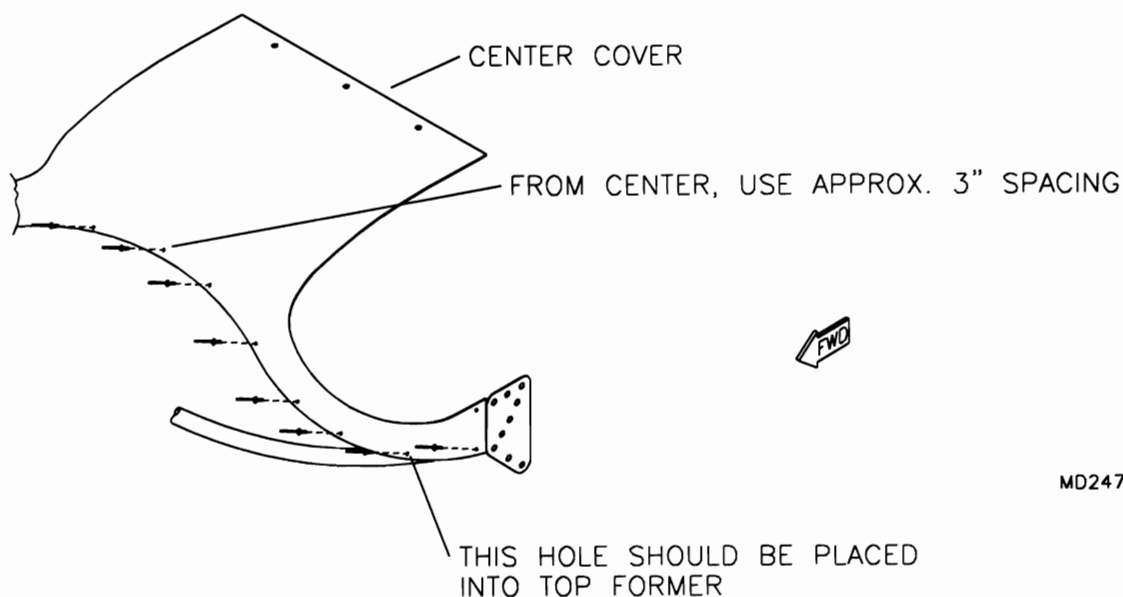 CENTER COVER
FROM CENTER, USE APPROX. 3" SPACING
FWD
MD247
THIS HOLE SHOULD BE PLACED
INTO TOP FORMER